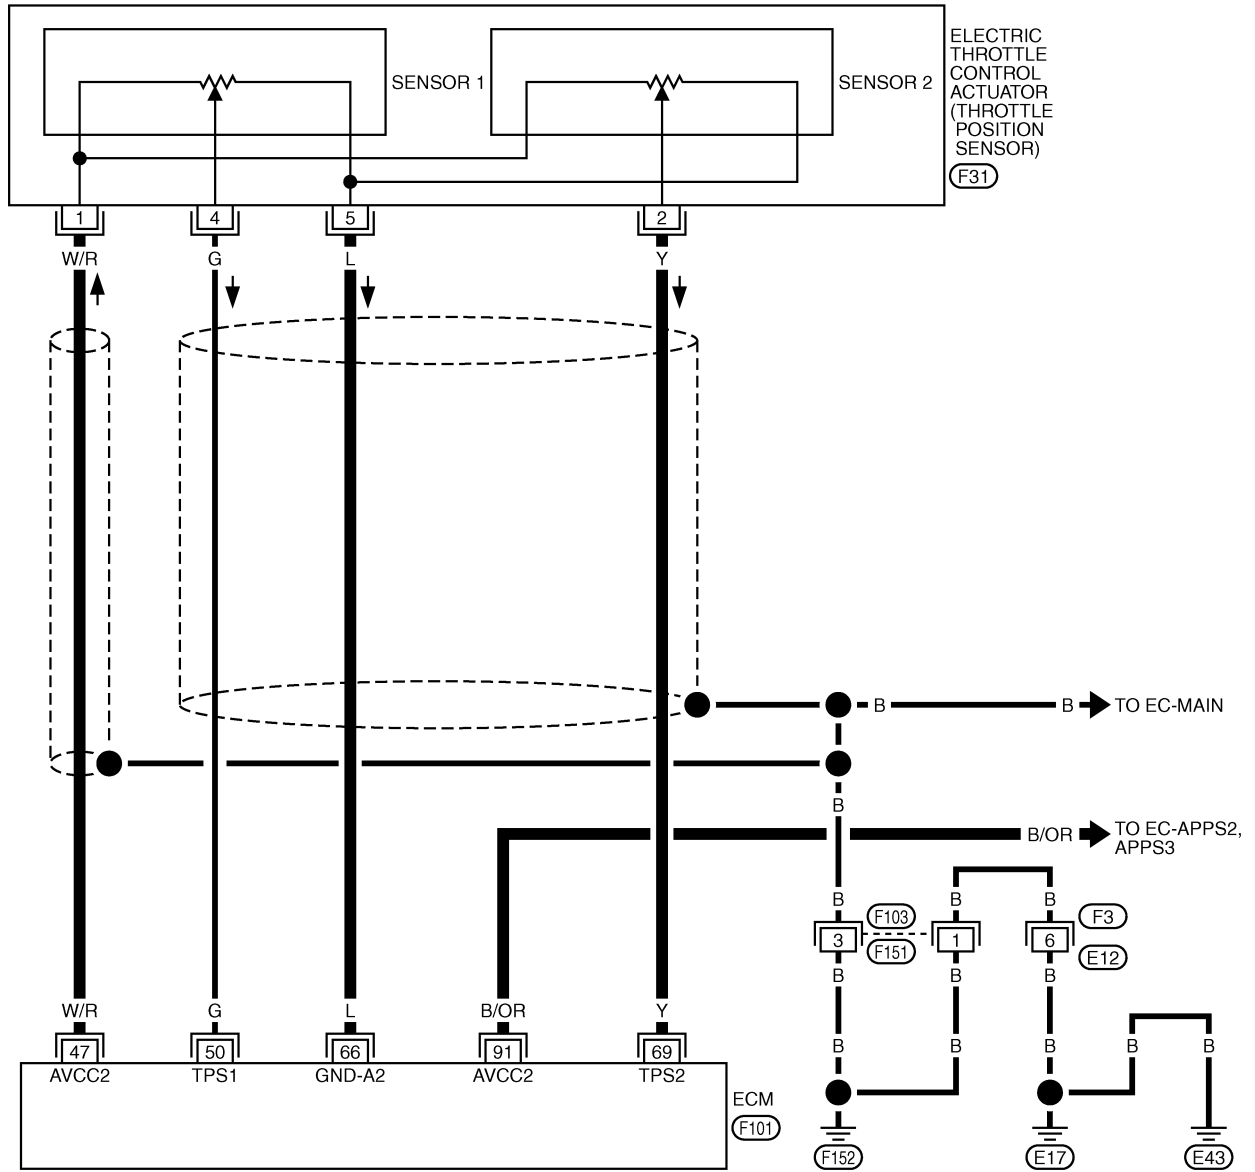 ELECTRIC
THROTTLE
CONTROL
ACTUATOR
(THROTTLE
POSITION
SENSOR)
F31
SENSOR 1
SENSOR 2
1
4
5
2
W/R
G
L
Y
B
B
TO EC-MAIN
B
B/OR
TO EC-APPS2,
APPS3
B
B
B
F103
F3
3
1
6
F151
E12
B
B
B
W/R
G
L
B/OR
Y
47
50
66
91
69
B
B
B
B
B
AVCC2
TPS1
GND-A2
AVCC2
TPS2
ECM
F101
F152
E17
E43